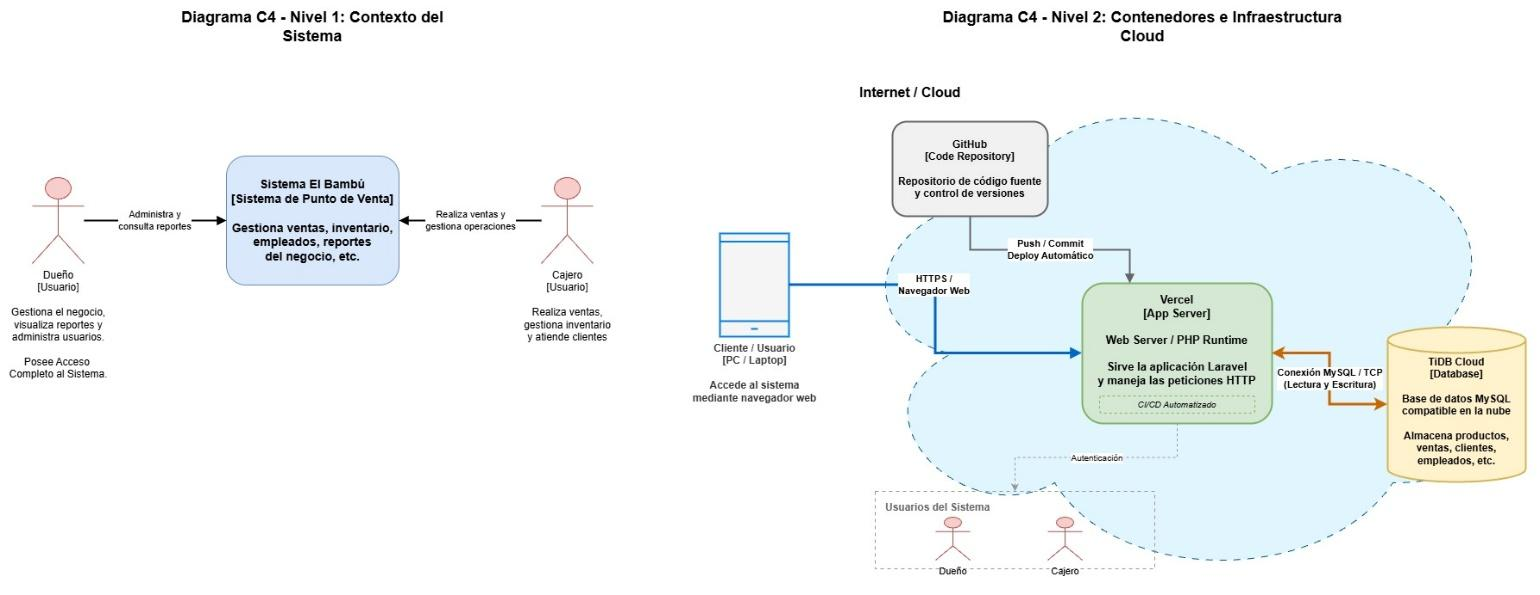 Diagrama C4 - Nivel 1: Contexto del
Sistema
Sistema El Bambú
[Sistema de Punto de Venta]
Gestiona ventas, inventario,
empleados, reportes
del negocio, etc.
Administra y
consulta reportes
Realiza ventas y
gestiona operaciones
Dueño
[Usuario]
Gestiona el negocio,
visualiza reportes y
administra usuarios.
Posee Acceso
Completo al Sistema.
Cajero
[Usuario]
Realiza ventas,
gestiona inventario
y atiende clientes
Diagrama C4 - Nivel 2: Contenedores e Infraestructura
Cloud
Internet / Cloud
GitHub
[Code Repository]
Repositorio de código fuente
y control de versiones
Push / Commit
Deploy Automático
HTTPS /
Navegador Web
Cliente / Usuario
[PC / Laptop]
Accede al sistema
mediante navegador web
Vercel
[App Server]
Web Server / PHP Runtime
Sirve la aplicación Laravel
y maneja las peticiones HTTP
CI/CD Automatizado
Conexión MySQL / TCP
(Lectura y Escritura)
TiDB Cloud
[Database]
Base de datos MySQL
compatible en la nube
Almacena productos,
ventas, clientes,
empleados, etc.
Autenticación
Usuarios del Sistema
Dueño
Cajero